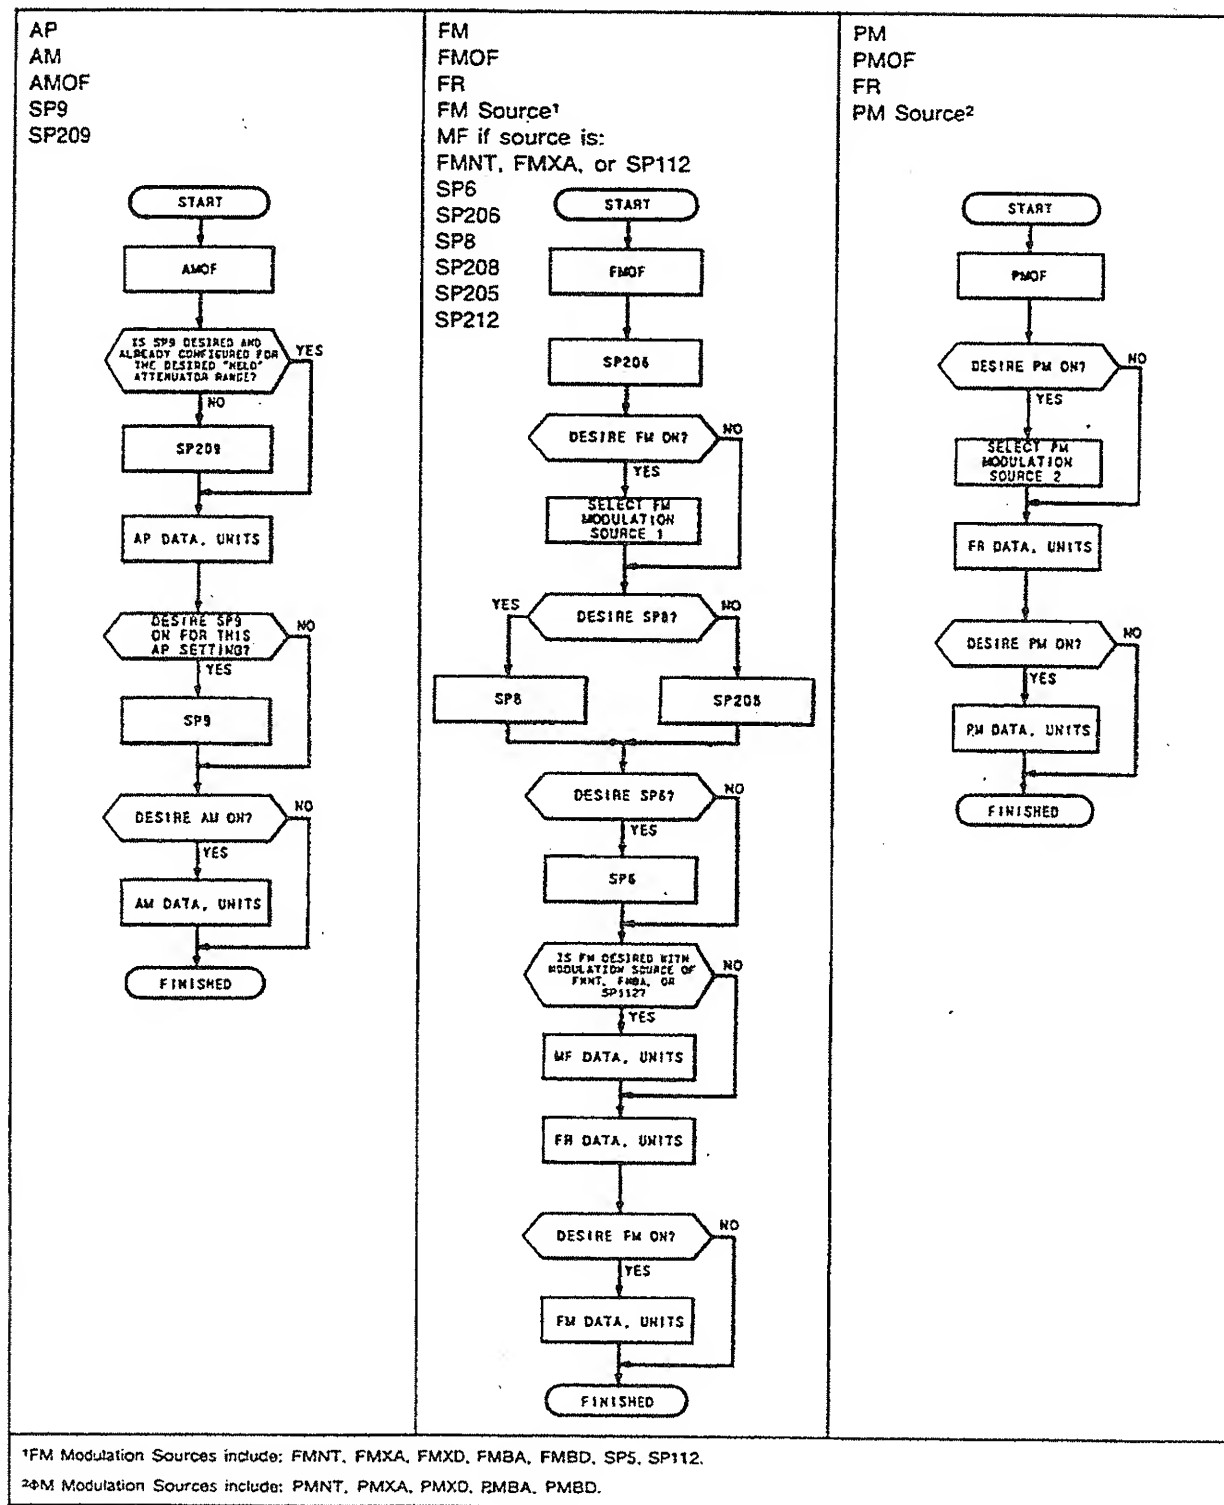 AP
AM
AMOF
SP9
SP209
START
AMOF
IS SP9 DESIRED AND
ALREADY CONFIGURED FOR
THE DESIRED "HELD"
ATTENUATOR RANGE?
YES
NO
SP209
AP DATA, UNITS
DESIRE SP9
ON FOR THIS
AP SETTING?
NO
YES
SP9
DESIRE AM ON?
NO
YES
AM DATA, UNITS
FINISHED
FM
FMOF
FR
FM Source¹
MF if source is:
FMNT, FMXA, or SP112
SP6
SP206
SP8
SP208
SP205
SP212
START
FMOF
SP206
DESIRE FM ON?
NO
YES
SELECT FM
MODULATION
SOURCE 1
YES
DESIRE SP8?
NO
SP8
SP208
DESIRE SP6?
NO
YES
SP6
IS FM DESIRED WITH
MODULATION SOURCE OF
FMNT, FMBA, OR
SP112?
NO
YES
MF DATA, UNITS
FR DATA, UNITS
DESIRE FM ON?
NO
YES
FM DATA, UNITS
FINISHED
PM
PMOF
FR
PM Source²
START
PMOF
DESIRE PM ON?
NO
YES
SELECT PM
MODULATION
SOURCE 2
FR DATA, UNITS
DESIRE PM ON?
NO
YES
PM DATA, UNITS
FINISHED
¹FM Modulation Sources include: FMNT, FMXA, FMXD, FMBA, FMBD, SP5, SP112.
²ΦM Modulation Sources include: PMNT, PMXA, PMXD, PMBA, PMBD.